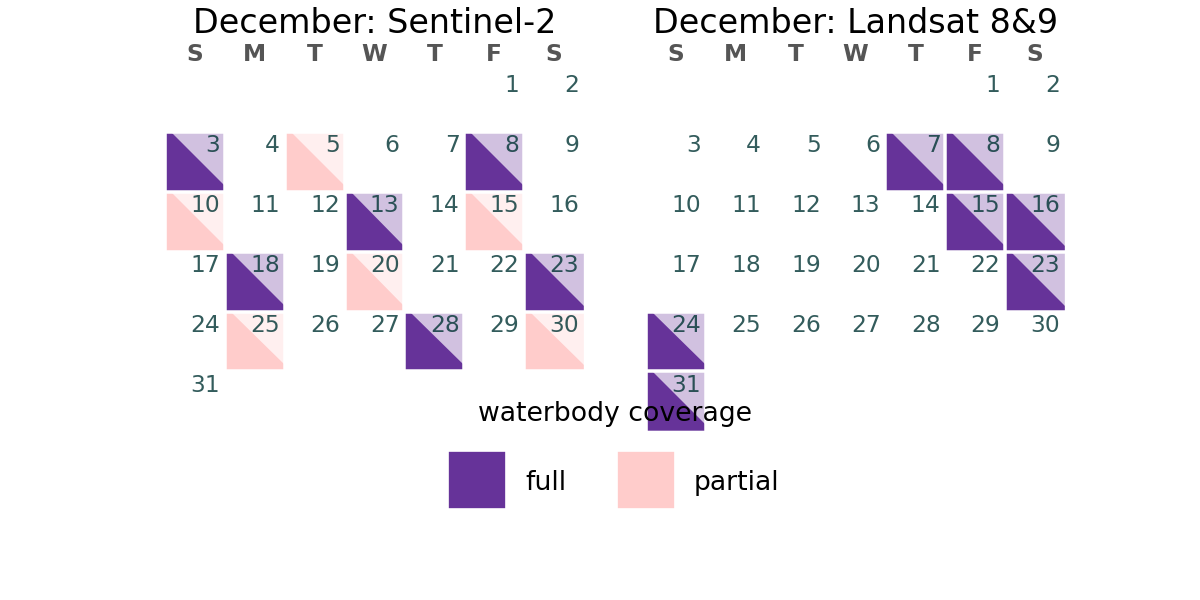 December: Sentinel-2
S M T W T F S
1 2
3 4 5 6 7 8 9
10 11 12 13 14 15 16
17 18 19 20 21 22 23
24 25 26 27 28 29 30
31
December: Landsat 8&9
S M T W T F S
1 2
3 4 5 6 7 8 9
10 11 12 13 14 15 16
17 18 19 20 21 22 23
24 25 26 27 28 29 30
31
waterbody coverage
full partial